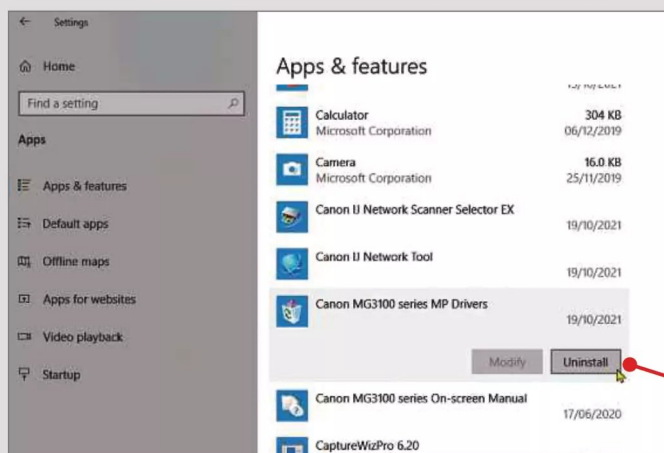 Settings
Home
Find a setting
Apps
Apps & features
Default apps
Offline maps
Apps for websites
Video playback
Startup
Apps & features
Calculator 304 KB
Microsoft Corporation 06/12/2019
Camera 16.0 KB
Microsoft Corporation 25/11/2019
Canon IJ Network Scanner Selector EX
19/10/2021
Canon IJ Network Tool
19/10/2021
Canon MG3100 series MP Drivers
19/10/2021
Modify Uninstall
Canon MG3100 series On-screen Manual
17/06/2020
CaptureWizPro 6.20